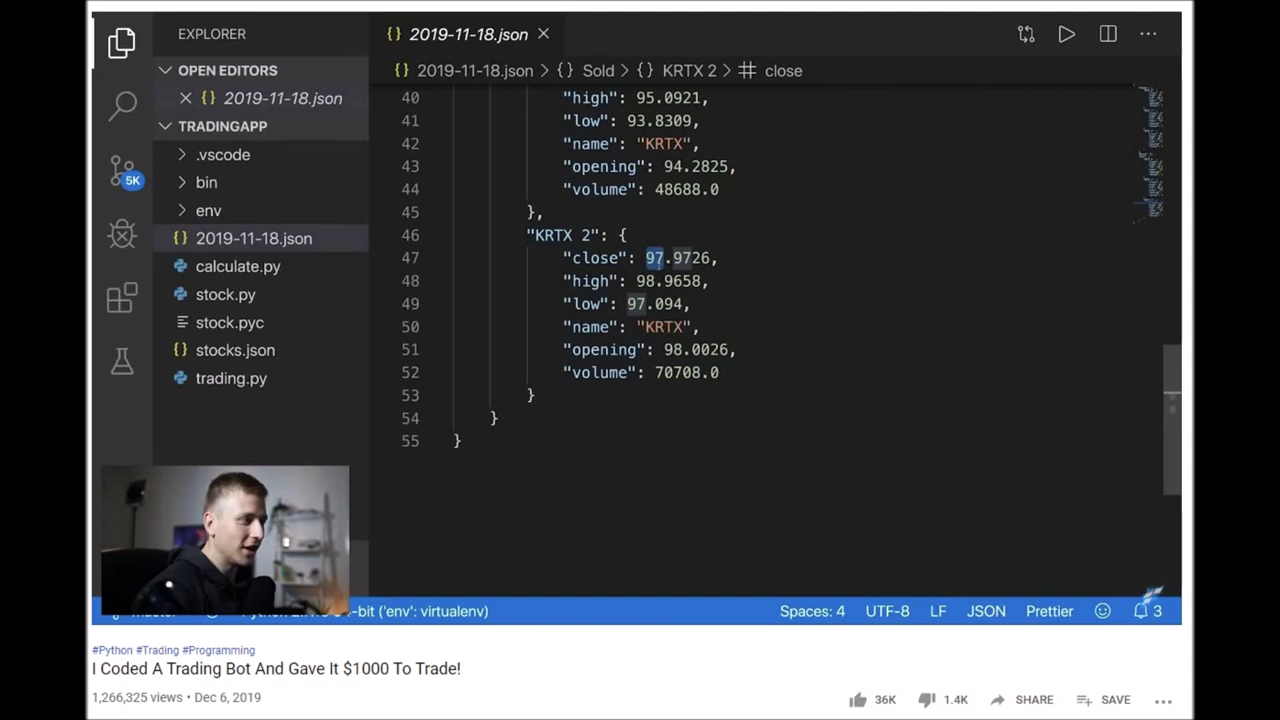 EXPLORER
OPEN EDITORS
2019-11-18.json
TRADINGAPP
.vscode
bin
env
2019-11-18.json
calculate.py
stock.py
stock.pyc
stocks.json
trading.py
5K
2019-11-18.json
2019-11-18.json > {} Sold > {} KRTX 2 > # close
40 "high": 95.0921,
41 "low": 93.8309,
42 "name": "KRTX",
43 "opening": 94.2825,
44 "volume": 48688.0
45 },
46 "KRTX 2": {
47 "close": 97.9726,
48 "high": 98.9658,
49 "low": 97.094,
50 "name": "KRTX",
51 "opening": 98.0026,
52 "volume": 70708.0
53 }
54 }
55 }
-bit ('env': virtualenv)
Spaces: 4 UTF-8 LF JSON Prettier 3
#Python #Trading #Programming
I Coded A Trading Bot And Gave It $1000 To Trade!
1,266,325 views • Dec 6, 2019
36K 1.4K SHARE SAVE